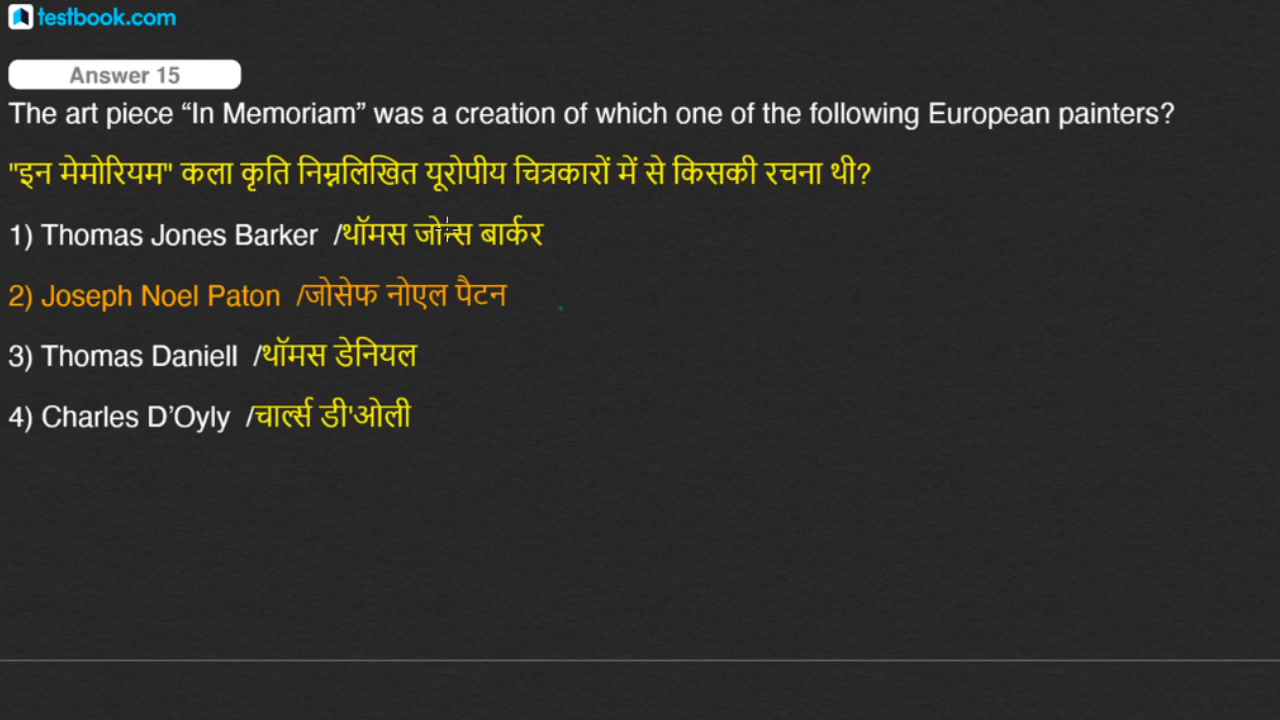 testbook.com
Answer 15
The art piece “In Memoriam” was a creation of which one of the following European painters?
"इन मेमोरियम" कला कृति निम्नलिखित यूरोपीय चित्रकारों में से किसकी रचना थी?
1) Thomas Jones Barker /थॉमस जोन्स बार्कर
2) Joseph Noel Paton /जोसेफ नोएल पैटन
3) Thomas Daniell /थॉमस डेनियल
4) Charles D’Oyly /चार्ल्स डी'ओली